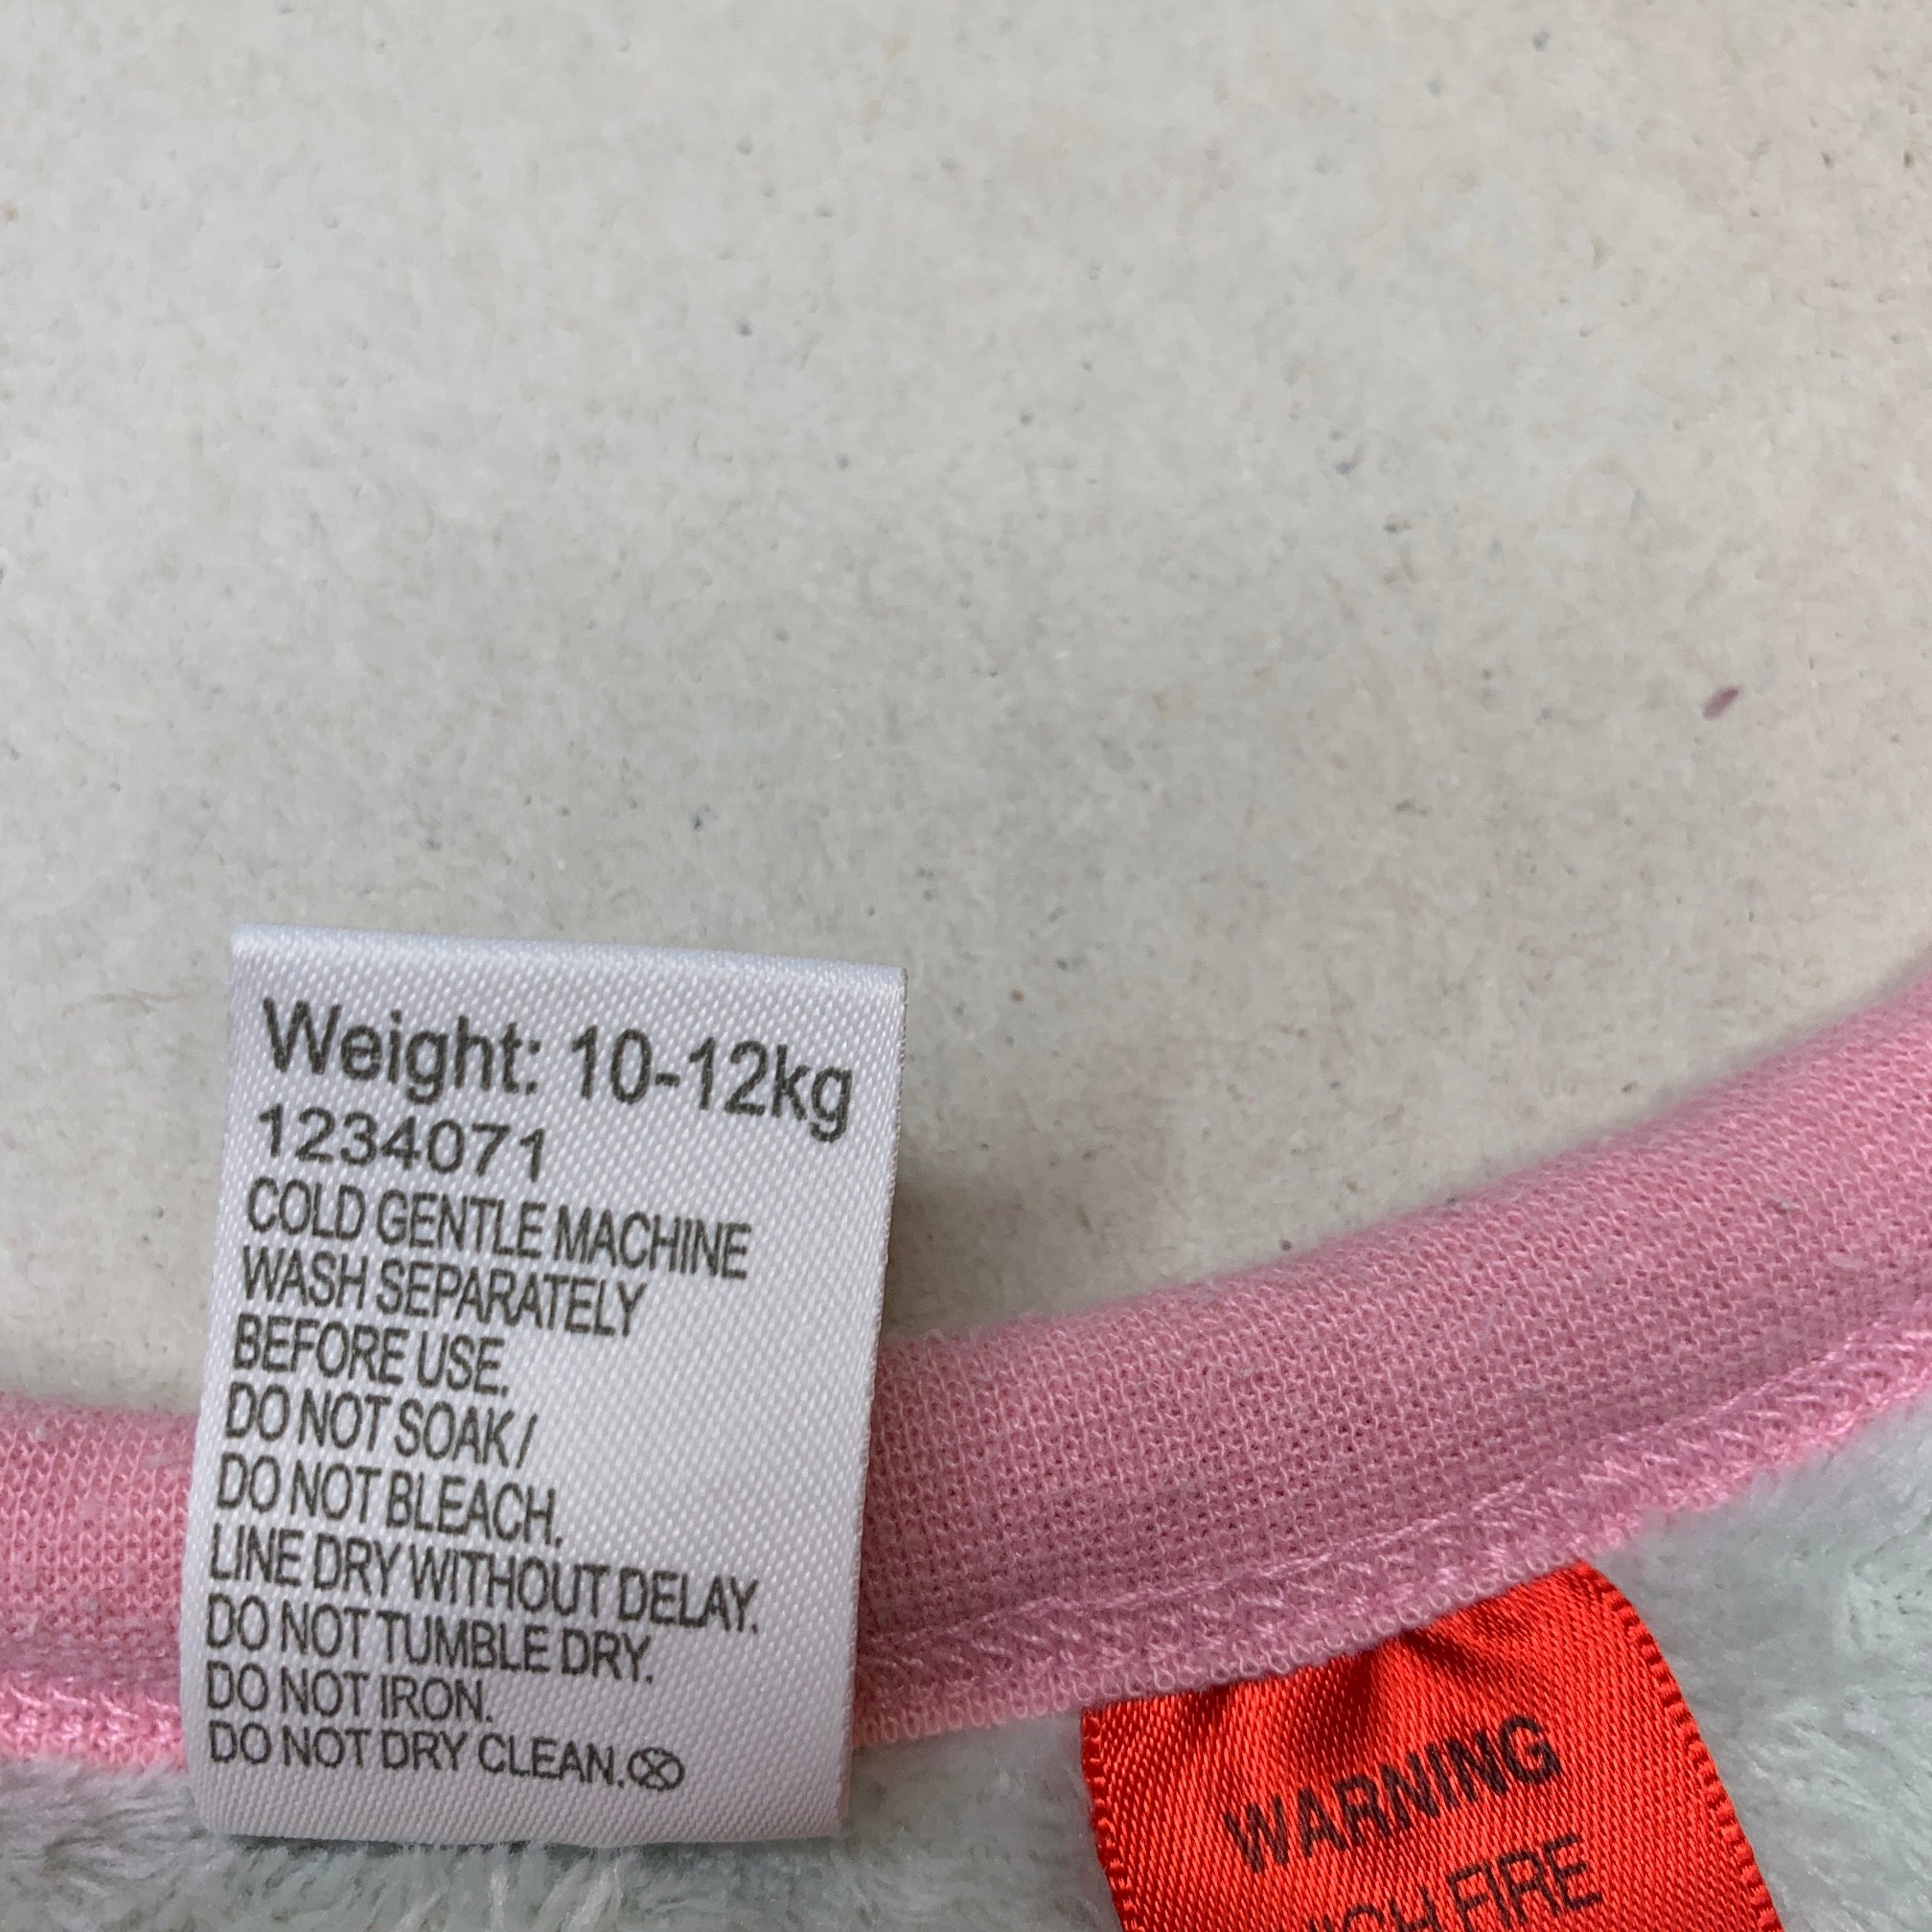 Weight: 10-12kg
1234071
COLD GENTLE MACHINE
WASH SEPARATELY
BEFORE USE.
DO NOT SOAK/
DO NOT BLEACH.
LINE DRY WITHOUT DELAY.
DO NOT TUMBLE DRY.
DO NOT IRON.
DO NOT DRY CLEAN.
WARNING
FIRE